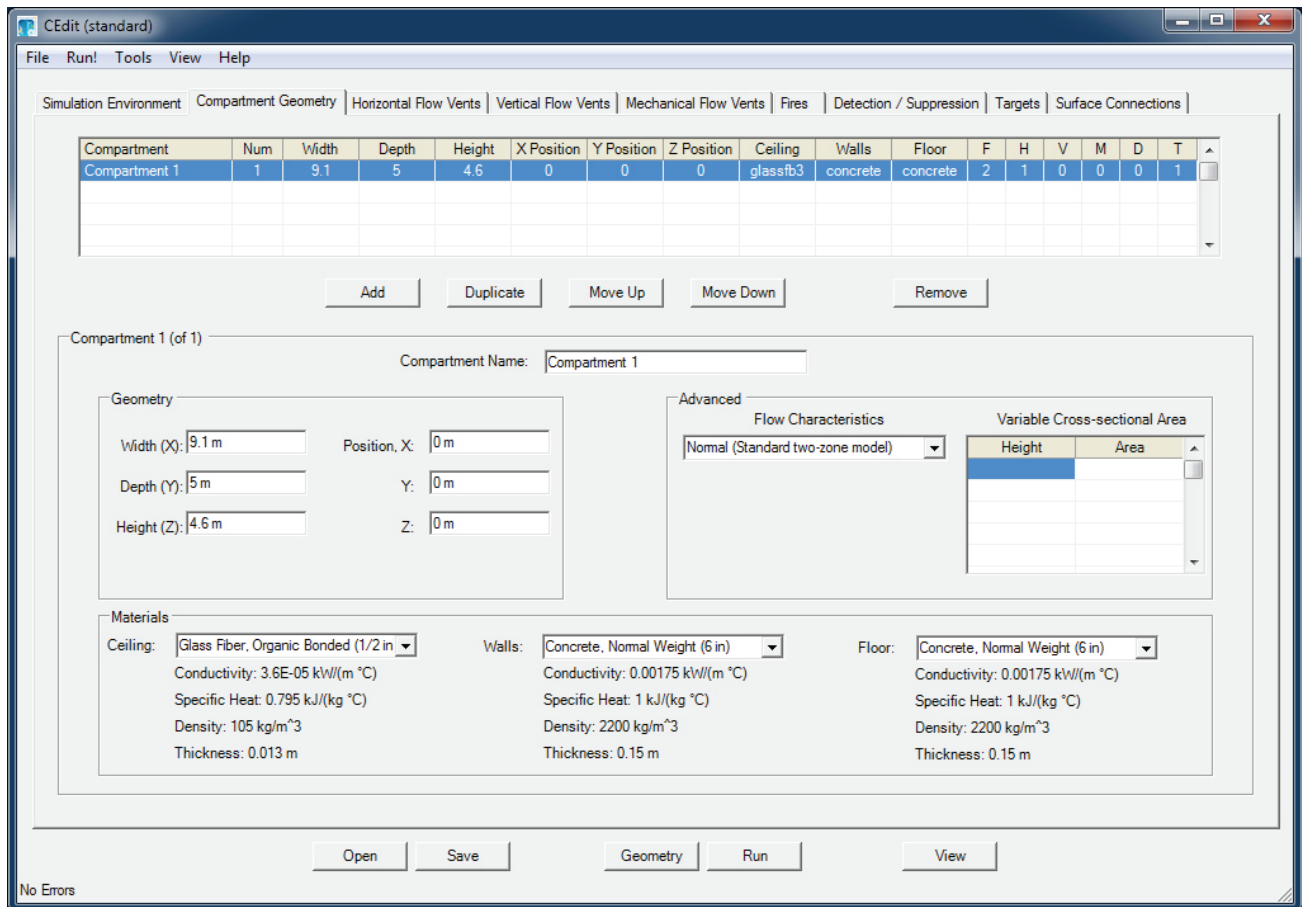 CEdit (standard)
File Run! Tools View Help
Simulation Environment Compartment Geometry Horizontal Flow Vents Vertical Flow Vents Mechanical Flow Vents Fires Detection / Suppression Targets Surface Connections
Compartment Num Width Depth Height X Position Y Position Z Position Ceiling Walls Floor F H V M D T
Compartment 1 1 9.1 5 4.6 0 0 0 glassfb3 concrete concrete 2 1 0 0 0 1
Add Duplicate Move Up Move Down Remove
Compartment 1 (of 1)
Compartment Name: Compartment 1
Geometry
Width (X): 9.1 m Position, X: 0 m
Depth (Y): 5 m Y: 0 m
Height (Z): 4.6 m Z: 0 m
Advanced
Flow Characteristics Variable Cross-sectional Area
Normal (Standard two-zone model) Height Area
Materials
Ceiling: Glass Fiber, Organic Bonded (1/2 in Walls: Concrete, Normal Weight (6 in) Floor: Concrete, Normal Weight (6 in)
Conductivity: 3.6E-05 kW/(m °C) Conductivity: 0.00175 kW/(m °C) Conductivity: 0.00175 kW/(m °C)
Specific Heat: 0.795 kJ/(kg °C) Specific Heat: 1 kJ/(kg °C) Specific Heat: 1 kJ/(kg °C)
Density: 105 kg/m^3 Density: 2200 kg/m^3 Density: 2200 kg/m^3
Thickness: 0.013 m Thickness: 0.15 m Thickness: 0.15 m
Open Save Geometry Run View
No Errors